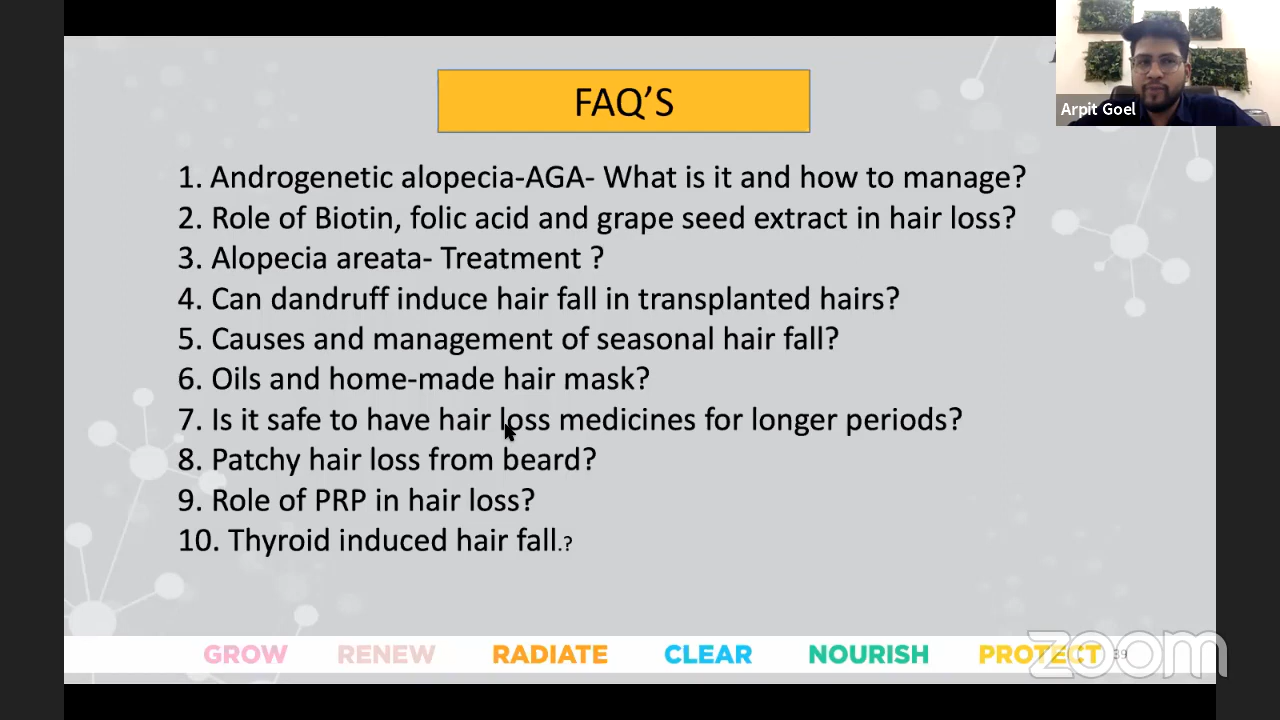 FAQ'S
Arpit Goel
1. Androgenetic alopecia-AGA- What is it and how to manage?
2. Role of Biotin, folic acid and grape seed extract in hair loss?
3. Alopecia areata- Treatment ?
4. Can dandruff induce hair fall in transplanted hairs?
5. Causes and management of seasonal hair fall?
6. Oils and home-made hair mask?
7. Is it safe to have hair loss medicines for longer periods?
8. Patchy hair loss from beard?
9. Role of PRP in hair loss?
10. Thyroid induced hair fall.?
GROW RENEW RADIATE CLEAR NOURISH PROTECT 39
zoom